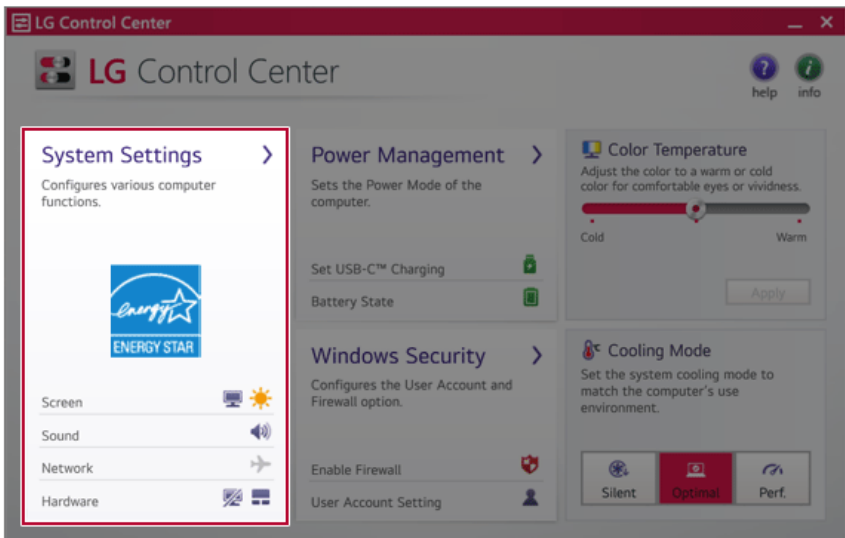 LG Control Center
LG Control Center
help
info
System Settings
Configures various computer
functions.
energy
ENERGY STAR
Screen
Sound
Network
Hardware
Power Management
Sets the Power Mode of the
computer.
Set USB-C™ Charging
Battery State
Windows Security
Configures the User Account and
Firewall option.
Enable Firewall
User Account Setting
Color Temperature
Adjust the color to a warm or cold
color for comfortable eyes or vividness.
Cold
Warm
Apply
Cooling Mode
Set the system cooling mode to
match the computer's use
environment.
Silent
Optimal
Perf.